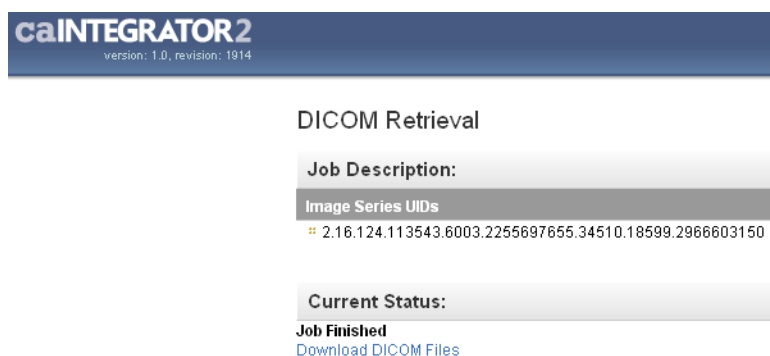 caINTEGRATOR2
version: 1.0, revision: 1914
DICOM Retrieval
Job Description:
Image Series UIDs
2.16.124.113543.6003.2255697655.34510.18599.2966603150
Current Status:
Job Finished
Download DICOM Files